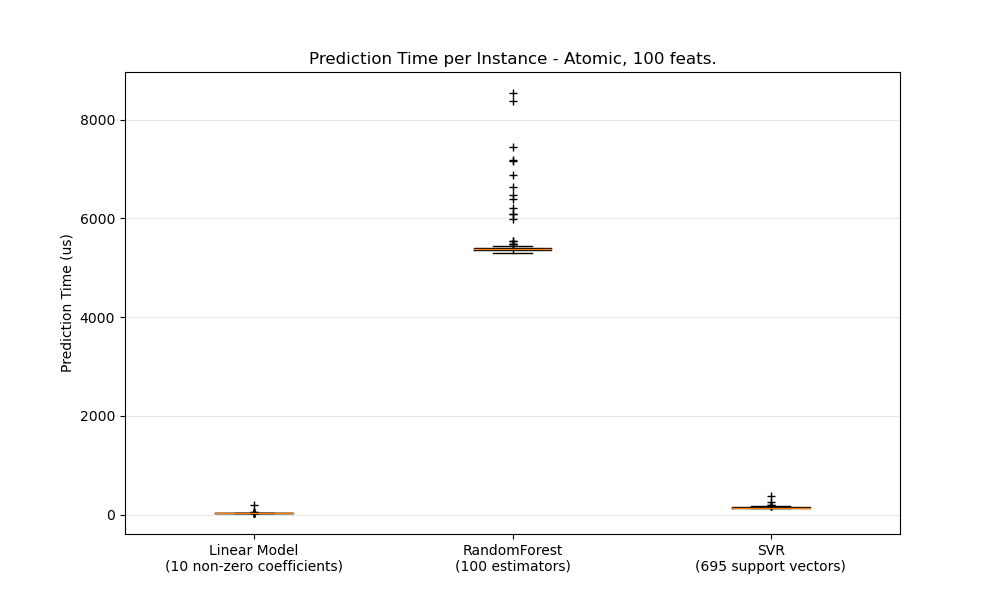 Prediction Time per Instance - Atomic, 100 feats.
Prediction Time (us)
8000
6000
4000
2000
0
Linear Model
(10 non-zero coefficients)
RandomForest
(100 estimators)
SVR
(695 support vectors)